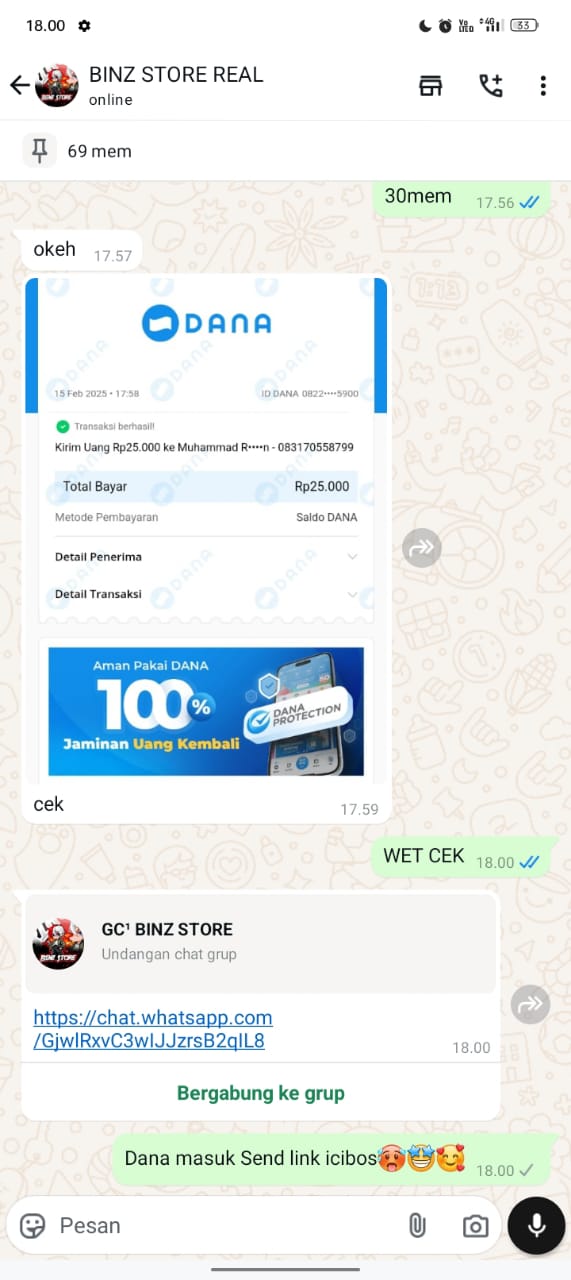 18.00
Vo
LTED
4G
33
BINZ STORE REAL
online
69 mem
30mem 17.56
okeh 17.57
DANA
15 Feb 2025 • 17:58 ID DANA 0822••••5900
Transaksi berhasil!
Kirim Uang Rp25.000 ke Muhammad R••••n - 083170558799
Total Bayar Rp25.000
Metode Pembayaran Saldo DANA
Detail Penerima
Detail Transaksi
Aman Pakai DANA
100%
Jaminan Uang Kembali
DANA
PROTECTION
cek 17.59
WET CEK 18.00
BINZ STORE
GC¹ BINZ STORE
Undangan chat grup
https://chat.whatsapp.com
/GjwlRxvC3wIJJzrsB2qIL8
18.00
Bergabung ke grup
Dana masuk Send link icibos🥵🤩🥰 18.00
Pesan